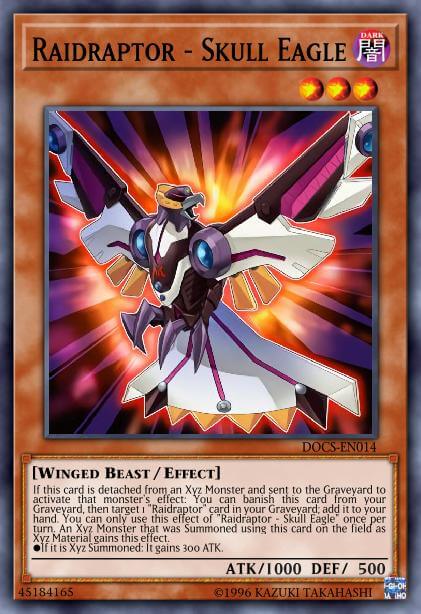 Raidraptor - Skull Eagle
DARK
闇
DOCS-EN014
[Winged Beast / Effect]
If this card is detached from an Xyz Monster and sent to the Graveyard to
activate that monster's effect: You can banish this card from your
Graveyard, then target 1 "Raidraptor" card in your Graveyard; add it to your
hand. You can only use this effect of "Raidraptor - Skull Eagle" once per
turn. An Xyz Monster that was Summoned using this card on the field as
Xyz Material gains this effect.
●If it is Xyz Summoned: It gains 300 ATK.
ATK/1000 DEF/ 500
45184165
©1996 KAZUKI TAKAHASHI